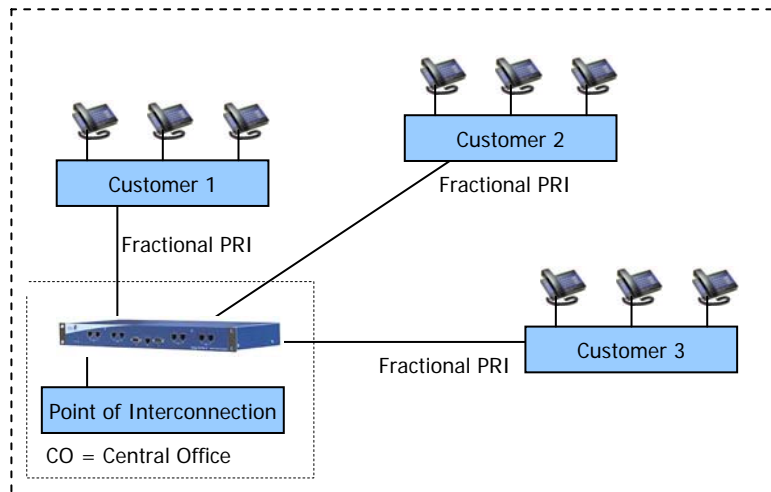 Customer 2
Customer 1
Fractional PRI
Fractional PRI
Customer 3
Fractional PRI
Point of Interconnection
CO = Central Office